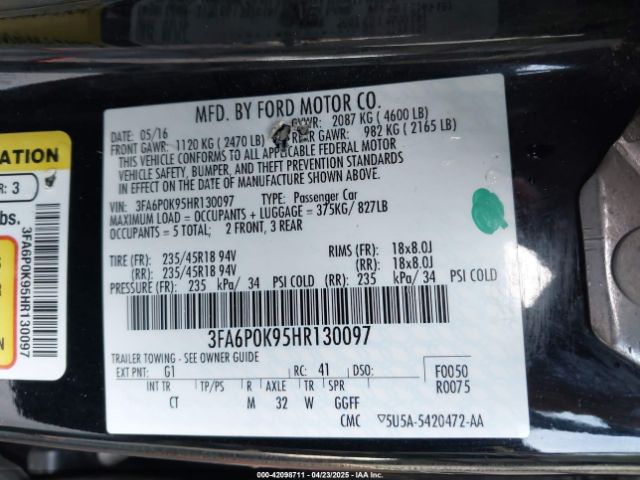 MFD. BY FORD MOTOR CO.
DATE: 05/16 GVWR: 2087 KG (4600 LB)
FRONT GAWR: 1120 KG (2470 LB) REAR GAWR: 982 KG (2165 LB)
THIS VEHICLE CONFORMS TO ALL APPLICABLE FEDERAL MOTOR
VEHICLE SAFETY, BUMPER, AND THEFT PREVENTION STANDARDS
IN EFFECT ON THE DATE OF MANUFACTURE SHOWN ABOVE.
VIN: 3FA6P0K95HR130097 TYPE: Passenger Car
MAXIMUM LOAD = OCCUPANTS + LUGGAGE = 375KG/ 827LB
OCCUPANTS = 5 TOTAL; 2 FRONT, 3 REAR
TIRE (FR): 235/45R18 94V RIMS (FR): 18x8.0J
(RR): 235/45R18 94V (RR): 18x8.0J
PRESSURE (FR): 235 kPa/ 34 PSI COLD (RR): 235 kPa/ 34 PSI COLD
3FA6P0K95HR130097
TRAILER TOWING - SEE OWNER GUIDE
EXT PNT: G1 RC: 41 DSO: F0050
R0075
INT TR TP/PS R AXLE TR SPR
CT M 32 W GGFF
CMC ▽5U5A-5420472-AA
ATION
R: 3
lbs.
3FA6P0K95HR130097
000-42098711 - 04/23/2025 - IAAI.COM